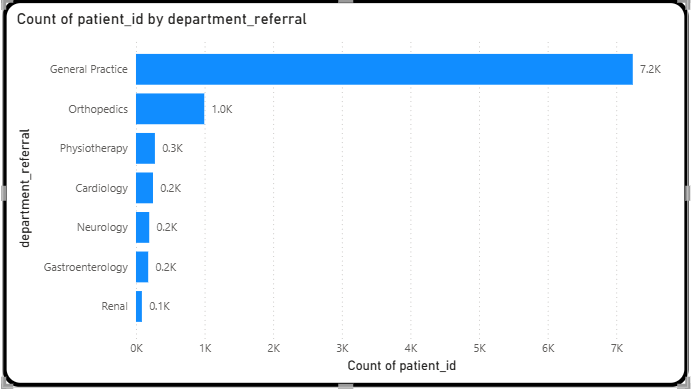 Count of patient_id by department_referral
General Practice 7.2K
Orthopedics 1.0K
Physiotherapy 0.3K
Cardiology 0.2K
Neurology 0.2K
Gastroenterology 0.2K
Renal 0.1K
department_referral
0K 1K 2K 3K 4K 5K 6K 7K
Count of patient_id